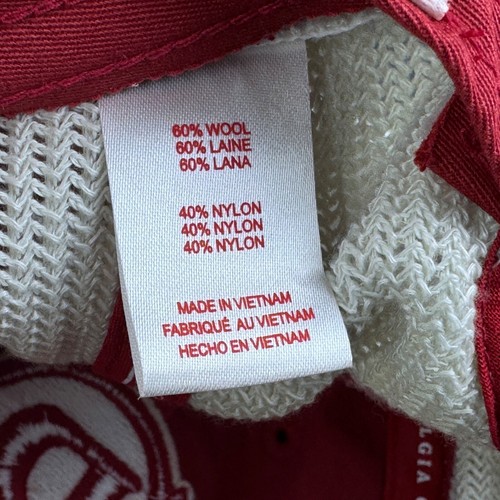 60% WOOL
60% LAINE
60% LANA
40% NYLON
40% NYLON
40% NYLON
MADE IN VIETNAM
FABRIQUÉ AU VIETNAM
HECHO EN VIETNAM